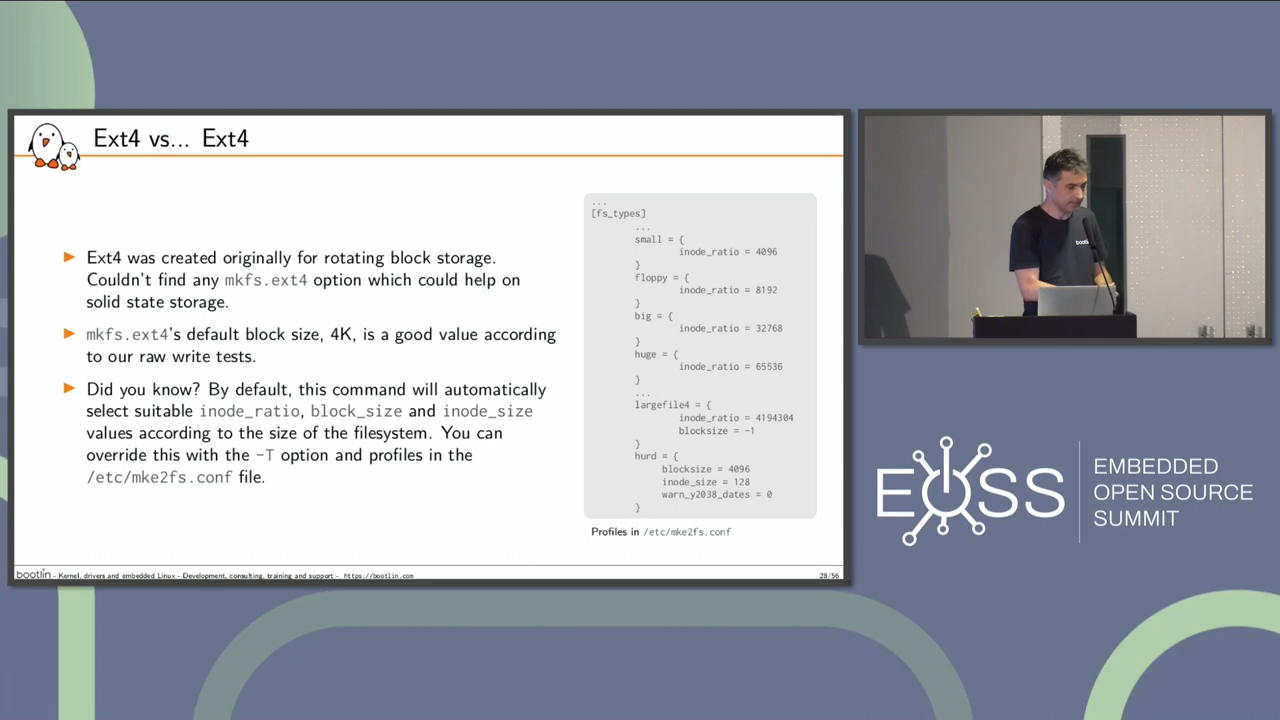 Ext4 vs... Ext4
Ext4 was created originally for rotating block storage.
Couldn't find any mkfs.ext4 option which could help on
solid state storage.
mkfs.ext4's default block size, 4K, is a good value according
to our raw write tests.
Did you know? By default, this command will automatically
select suitable inode_ratio, block_size and inode_size
values according to the size of the filesystem. You can
override this with the -T option and profiles in the
/etc/mke2fs.conf file.
...
[fs_types]
...
small = {
inode_ratio = 4096
}
floppy = {
inode_ratio = 8192
}
big = {
inode_ratio = 32768
}
huge = {
inode_ratio = 65536
}
...
largefile4 = {
inode_ratio = 4194304
blocksize = -1
}
hurd = {
blocksize = 4096
inode_size = 128
warn_y2038_dates = 0
}
Profiles in /etc/mke2fs.conf
bootlin - Kernel, drivers and embedded Linux - Development, consulting, training and support - https://bootlin.com
28/56
bootlin
EOSS
EMBEDDED
OPEN SOURCE
SUMMIT